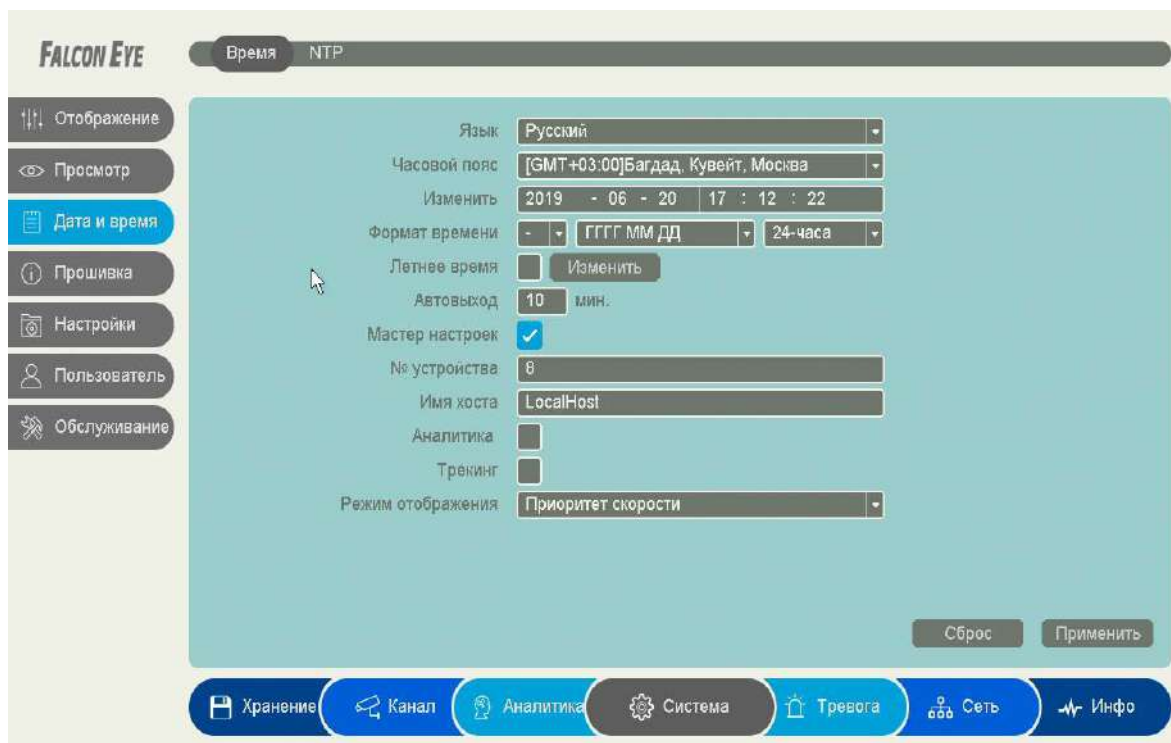 FALCON EYE
Время NTP
Отображение
Просмотр
Дата и время
Прошивка
Настройки
Пользователь
Обслуживание
Язык Русский
Часовой пояс [GMT+03:00]Багдад, Кувейт, Москва
Изменить 2019 - 06 - 20 17 : 12 : 22
Формат времени - ГГГГ ММ ДД 24-часа
Летнее время Изменить
Автовыход 10 мин.
Мастер настроек
№ устройства 8
Имя хоста LocalHost
Аналитика
Трекинг
Режим отображения Приоритет скорости
Сброс Применить
Хранение Канал Аналитика Система Тревога Сеть Инфо